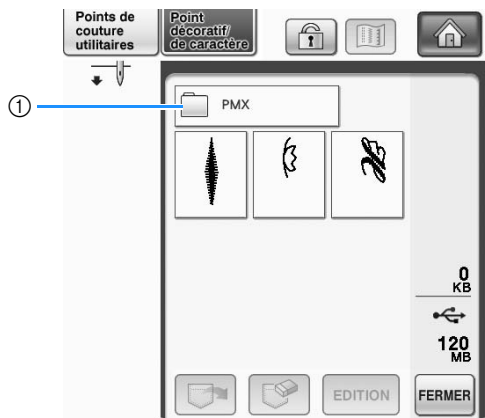 Points de
couture
utilitaires
Point
décoratif/
de caractère
①
PMX
0
KB
120
MB
EDITION
FERMER